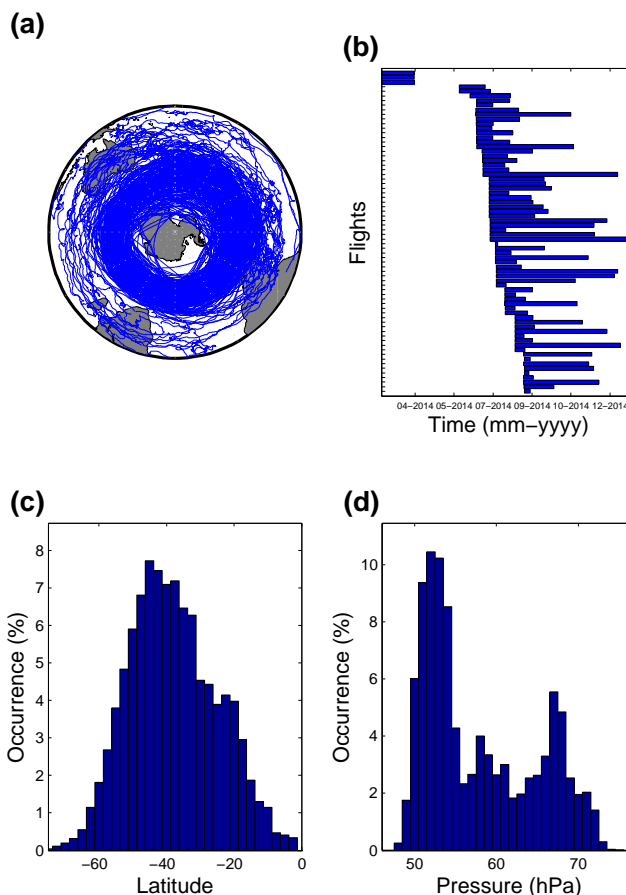 (a)
(b)
Flights
04−2014 05−2014 07−2014 09−2014 10−2014 12−2014
Time (mm−yyyy)
(c)
8
7
6
5
4
3
2
1
0
Occurrence (%)
−60 −40 −20 0
Latitude
(d)
10
8
6
4
2
0
Occurrence (%)
50 60 70
Pressure (hPa)